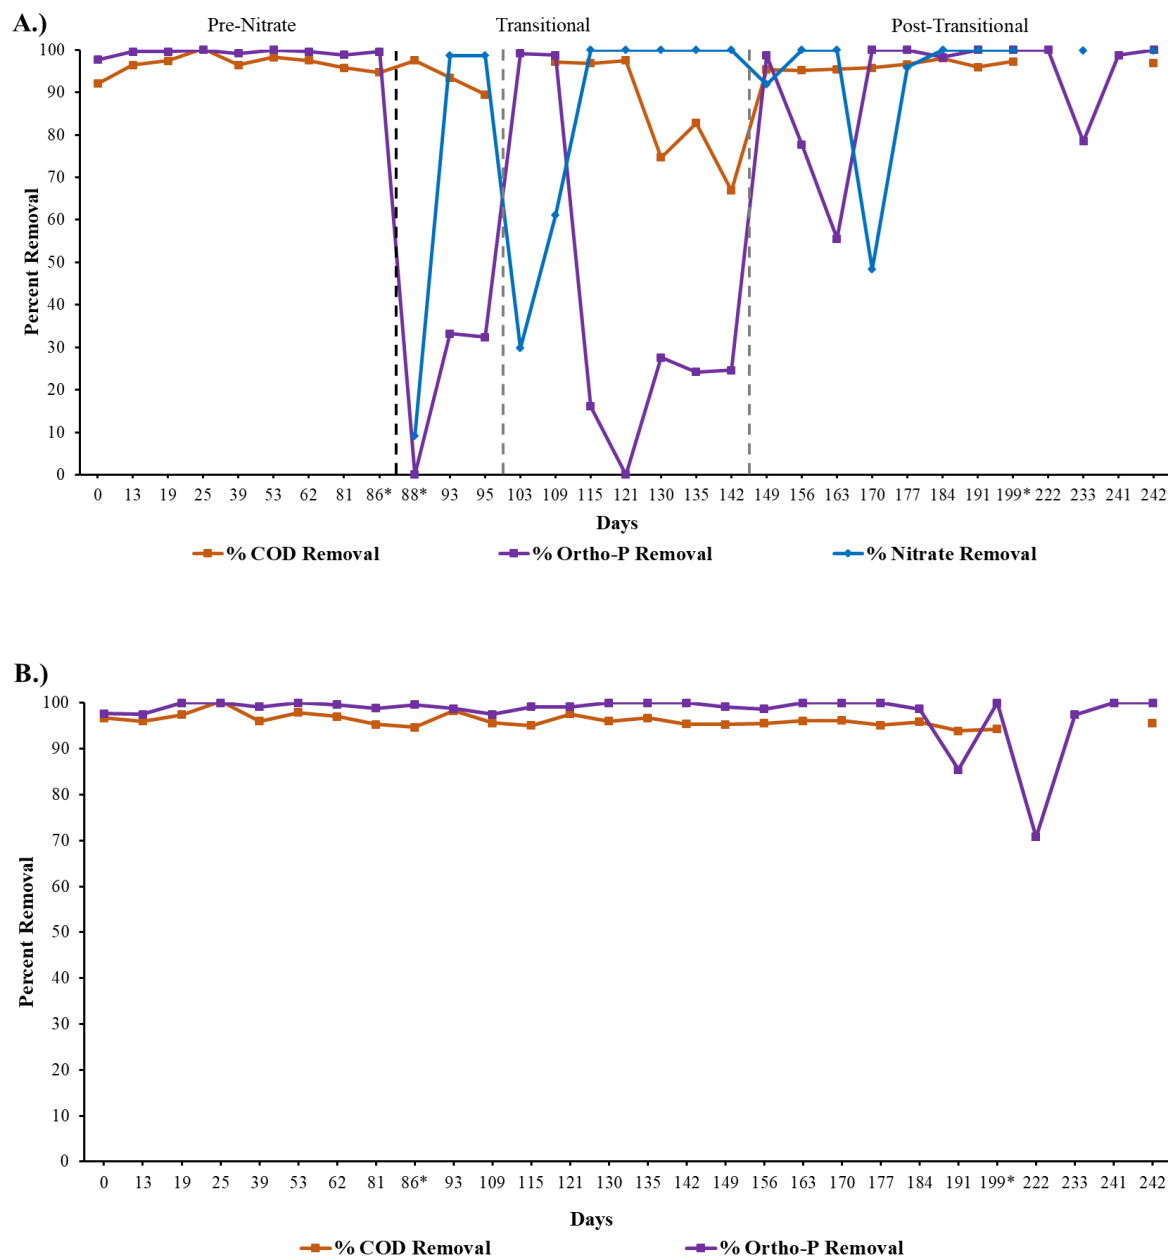 A.)
Pre-Nitrate Transitional Post-Transitional
100
90
80
70
60
50
40
30
20
10
0
Percent Removal
0 13 19 25 39 53 62 81 86* 88* 93 95 103 109 115 121 130 135 142 149 156 163 170 177 184 191 199* 222 233 241 242
Days
% COD Removal % Ortho-P Removal % Nitrate Removal
B.)
100
90
80
70
60
50
40
30
20
10
0
Percent Removal
0 13 19 25 39 53 62 81 86* 93 109 115 121 130 135 142 149 156 163 170 177 184 191 199* 222 233 241 242
Days
% COD Removal % Ortho-P Removal